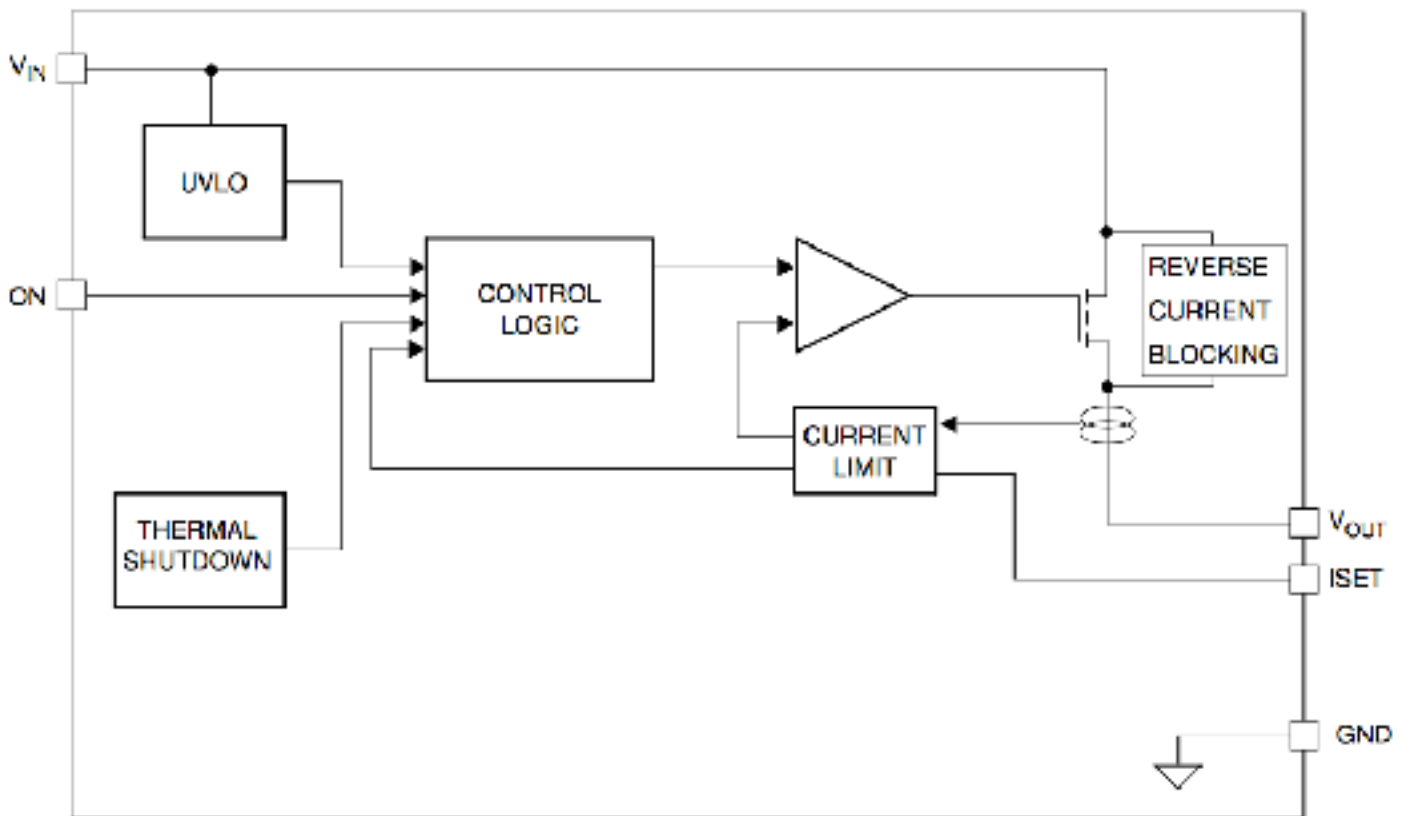 VIN
UVLO
ON
CONTROL
LOGIC
REVERSE
CURRENT
BLOCKING
CURRENT
LIMIT
THERMAL
SHUTDOWN
VOUT
ISET
GND